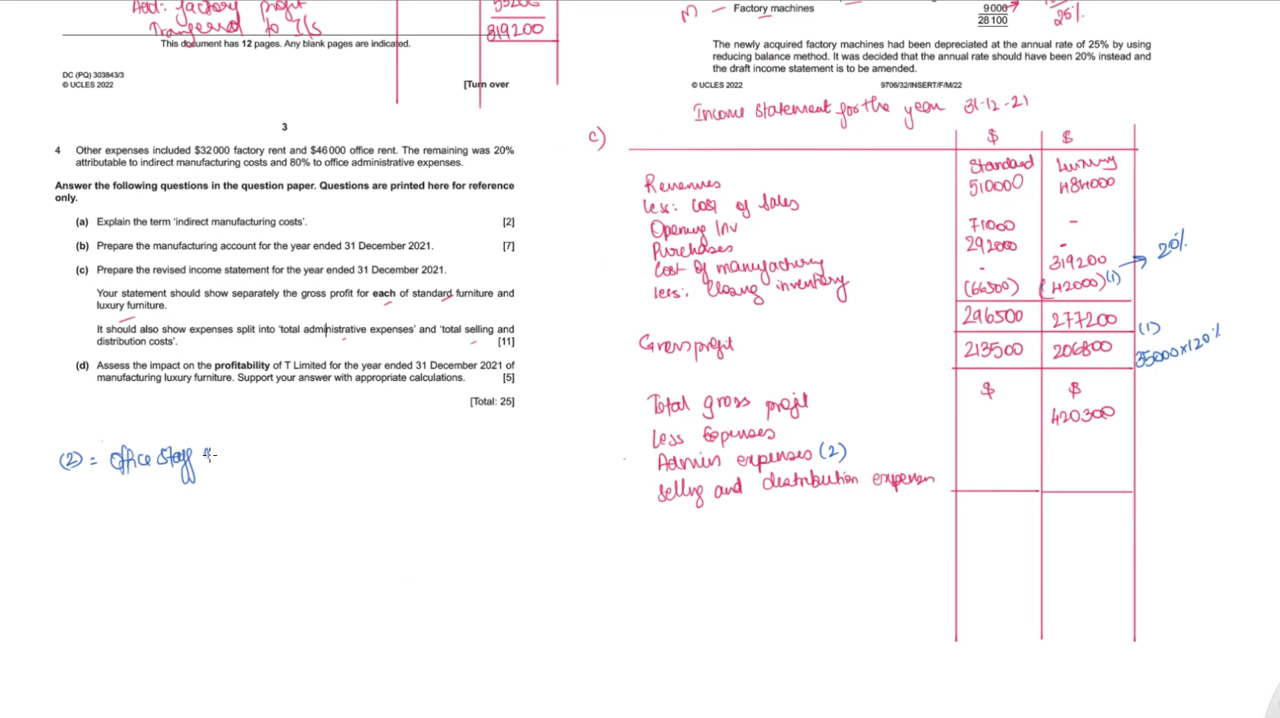 Add: factory profit
Transferred to I/S
819200
This document has 12 pages. Any blank pages are indicated.
DC (PQ) 303843/3
© UCLES 2022
[Turn over
3
4 Other expenses included $32000 factory rent and $46000 office rent. The remaining was 20%
attributable to indirect manufacturing costs and 80% to office administrative expenses.
Answer the following questions in the question paper. Questions are printed here for reference
only.
(a) Explain the term 'indirect manufacturing costs'. [2]
(b) Prepare the manufacturing account for the year ended 31 December 2021. [7]
(c) Prepare the revised income statement for the year ended 31 December 2021.
Your statement should show separately the gross profit for each of standard furniture and
luxury furniture.
It should also show expenses split into 'total administrative expenses' and 'total selling and
distribution costs'. [11]
(d) Assess the impact on the profitability of T Limited for the year ended 31 December 2021 of
manufacturing luxury furniture. Support your answer with appropriate calculations. [5]
[Total: 25]
(2) = Office Staff
M – Factory machines 9000
28100
25%
The newly acquired factory machines had been depreciated at the annual rate of 25% by using
reducing balance method. It was decided that the annual rate should have been 20% instead and
the draft income statement is to be amended.
© UCLES 2022
9706/32/INSERT/F/M/22
Income Statement for the year 31-12-21
c)
$ $
Standard Luxury
Revenues 510000 484000
Less: Cost of Sales
Opening Inv 71000 -
Purchases 292000 -
Cost of manufactury - 319200
less: Closing inventory (66500) (42000)(1) → 20%
296500 277200
Gross profit 213500 206800
(1)
35000x120%
$ $
Total gross profit 420300
Less Expenses
Admin expenses (2)
Selling and distribution expenses